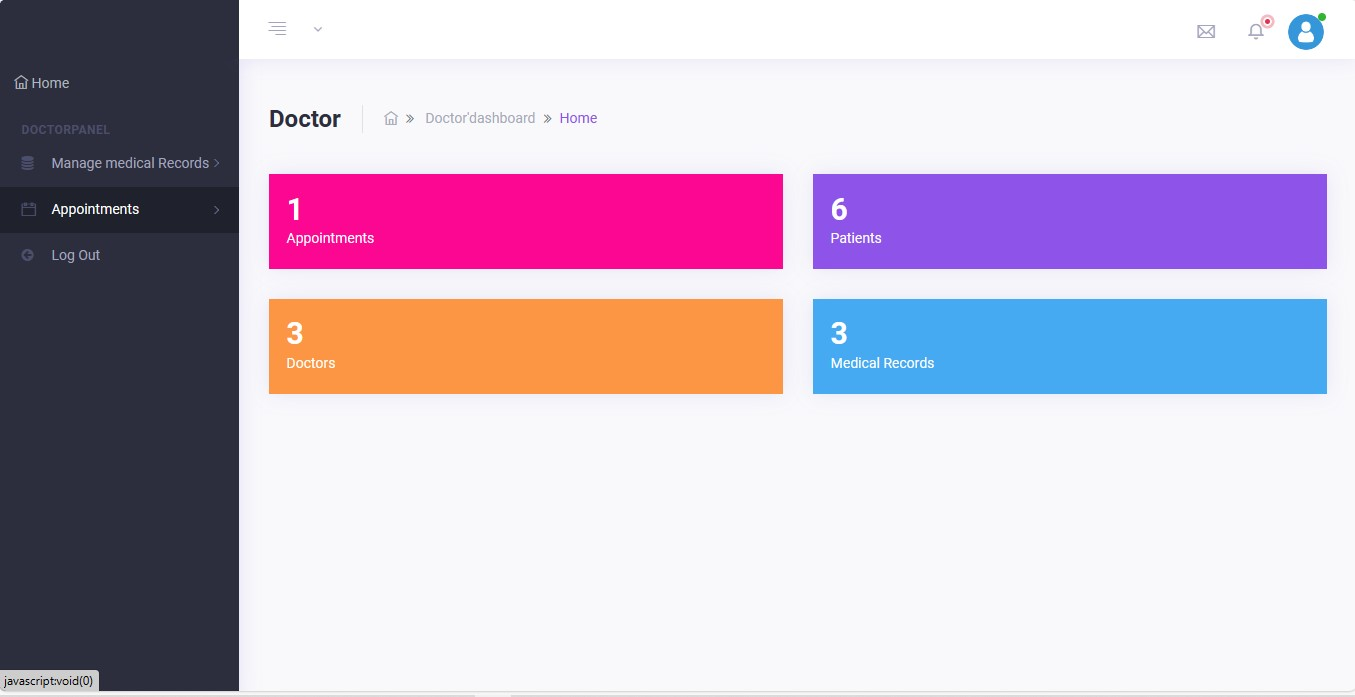 Home
DOCTORPANEL
Manage medical Records
Appointments
Log Out
Doctor
Doctor'dashboard
Home
1
Appointments
6
Patients
3
Doctors
3
Medical Records
javascript:void(0)